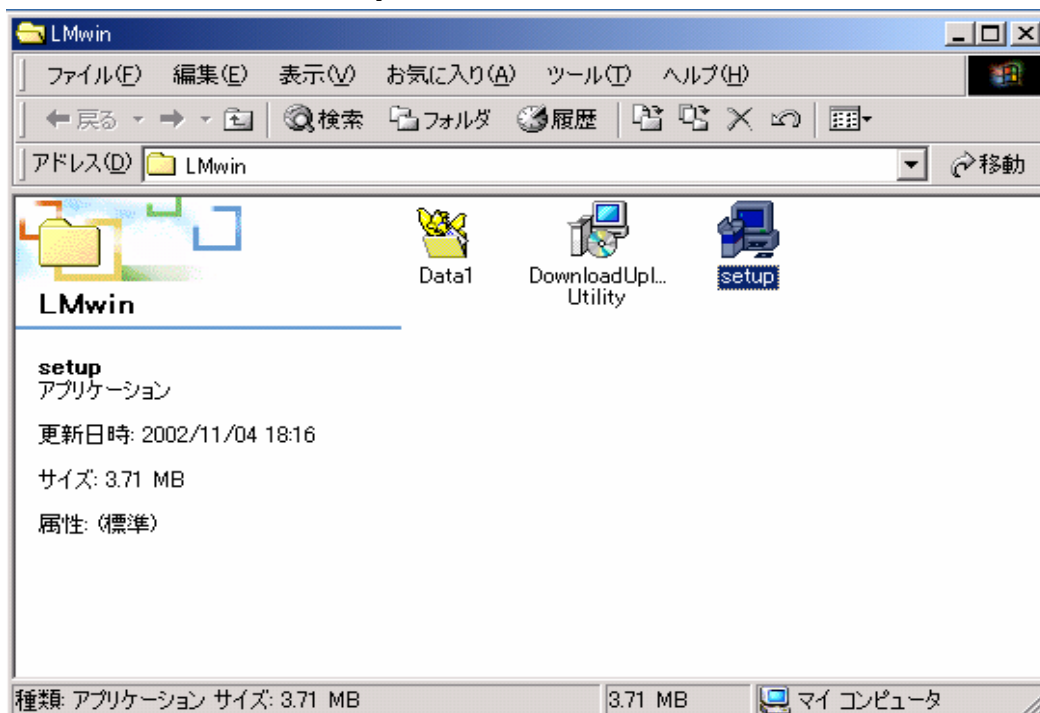 LMwin
ファイル(F) 編集(E) 表示(V) お気に入り(A) ツール(T) ヘルプ(H)
戻る 検索 フォルダ 履歴
アドレス(D) LMwin 移動
Data1
DownloadUpl...
Utility
setup
LMwin
setup
アプリケーション
更新日時: 2002/11/04 18:16
サイズ: 3.71 MB
属性: (標準)
種類: アプリケーション サイズ: 3.71 MB 3.71 MB マイ コンピュータ